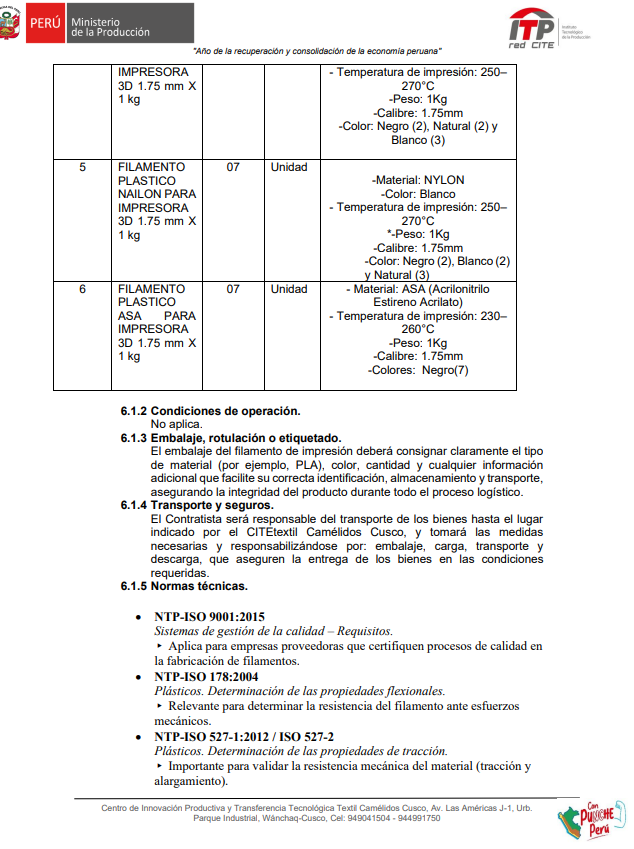 PERÚ
Ministerio
de la Producción
ITP
red CITE
Instituto
Tecnológico
de la Producción
"Año de la recuperación y consolidación de la economía peruana"
IMPRESORA
3D 1.75 mm X
1 kg
- Temperatura de impresión: 250–
270°C
-Peso: 1Kg
-Calibre: 1.75mm
-Color: Negro (2), Natural (2) y
Blanco (3)
5
FILAMENTO
PLASTICO
NAILON PARA
IMPRESORA
3D 1.75 mm X
1 kg
07
Unidad
-Material: NYLON
-Color: Blanco
- Temperatura de impresión: 250–
270°C
*-Peso: 1Kg
-Calibre: 1.75mm
-Color: Negro (2), Blanco (2)
y Natural (3)
6
FILAMENTO
PLASTICO
ASA PARA
IMPRESORA
3D 1.75 mm X
1 kg
07
Unidad
- Material: ASA (Acrilonitrilo
Estireno Acrilato)
- Temperatura de impresión: 230–
260°C
-Peso: 1Kg
-Calibre: 1.75mm
-Colores: Negro(7)
6.1.2 Condiciones de operación.
No aplica.
6.1.3 Embalaje, rotulación o etiquetado.
El embalaje del filamento de impresión deberá consignar claramente el tipo
de material (por ejemplo, PLA), color, cantidad y cualquier información
adicional que facilite su correcta identificación, almacenamiento y transporte,
asegurando la integridad del producto durante todo el proceso logístico.
6.1.4 Transporte y seguros.
El Contratista será responsable del transporte de los bienes hasta el lugar
indicado por el CITEtextil Camélidos Cusco, y tomará las medidas
necesarias y responsabilizándose por: embalaje, carga, transporte y
descarga, que aseguren la entrega de los bienes en las condiciones
requeridas.
6.1.5 Normas técnicas.
• NTP-ISO 9001:2015
Sistemas de gestión de la calidad – Requisitos.
‣ Aplica para empresas proveedoras que certifiquen procesos de calidad en
la fabricación de filamentos.
• NTP-ISO 178:2004
Plásticos. Determinación de las propiedades flexionales.
‣ Relevante para determinar la resistencia del filamento ante esfuerzos
mecánicos.
• NTP-ISO 527-1:2012 / ISO 527-2
Plásticos. Determinación de las propiedades de tracción.
‣ Importante para validar la resistencia mecánica del material (tracción y
alargamiento).
Centro de Innovación Productiva y Transferencia Tecnológica Textil Camélidos Cusco, Av. Las Américas J-1, Urb.
Parque Industrial, Wánchaq-Cusco, Cel: 949041504 - 944991750
Con
PUNCHE
Perú